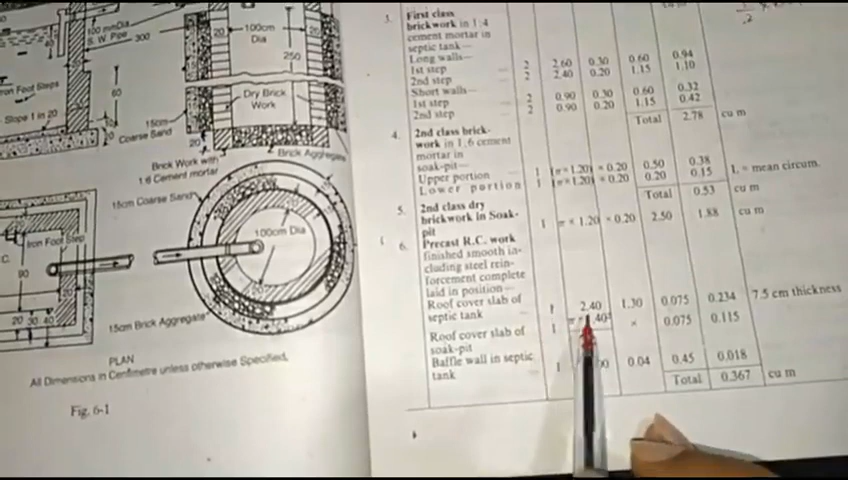 100 mmDia
S. W. Pipe
300
20
100cm
Dia
20
250
Iron Foot Steps
60
Slope 1 in 20
15cm
Coarse Sand
20
Dry Brick
Work
Brick Work with
1:6 Cement mortar
Brick Aggregate
15cm Coarse Sand
100cm Dia
Iron Foot Step
C.
90
20
20 30 40
15cm Brick Aggregate
PLAN
All Dimensions in Centimetre unless otherwise Specified.
Fig. 6-1
3. First class
brickwork in 1:4
cement mortar in
septic tank—
Long walls—
1st step 2 2.60 0.30 0.60 0.94
2nd step 2 2.40 0.20 1.15 1.10
Short walls—
1st step 2 0.90 0.30 0.60 0.32
2nd step 2 0.90 0.20 1.15 0.42
Total 2.78 cu m
4. 2nd class brick-
work in 1:6 cement
mortar in
soak-pit—
Upper portion 1 (π × 1.20) × 0.20 0.50 0.38
Lower portion 1 (π × 1.20) × 0.20 0.20 0.15 L = mean circum.
Total 0.53 cu m
5. 2nd class dry
brickwork in Soak-
pit 1 π × 1.20 × 0.20 2.50 1.88 cu m
6. Precast R.C. work
finished smooth in-
cluding steel rein-
forcement complete
laid in position—
Roof cover slab of
septic tank 1 2.40 1.30 0.075 0.234 7.5 cm thickness
Roof cover slab of
soak-pit 1 × 0.075 0.115
Baffle wall in septic
tank 1 0.04 0.45 0.018
Total 0.367 cu m